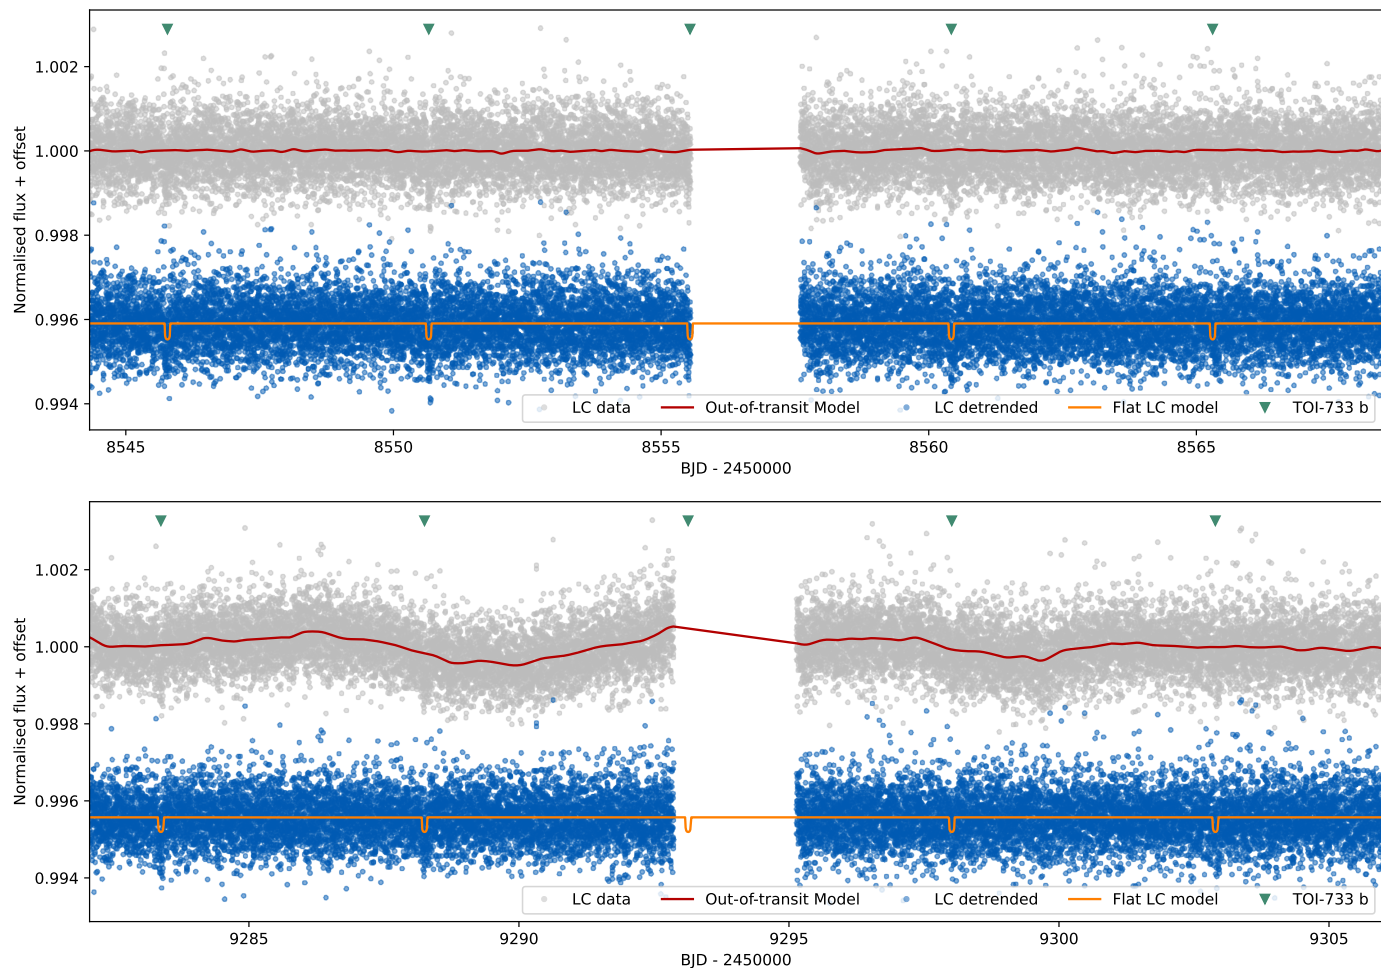 1.002
1.000
0.998
0.996
0.994
Normalised flux + offset
LC data
Out-of-transit Model
LC detrended
Flat LC model
TOI-733 b
8545
8550
8555
8560
8565
BJD - 2450000
1.002
1.000
0.998
0.996
0.994
Normalised flux + offset
LC data
Out-of-transit Model
LC detrended
Flat LC model
TOI-733 b
9285
9290
9295
9300
9305
BJD - 2450000